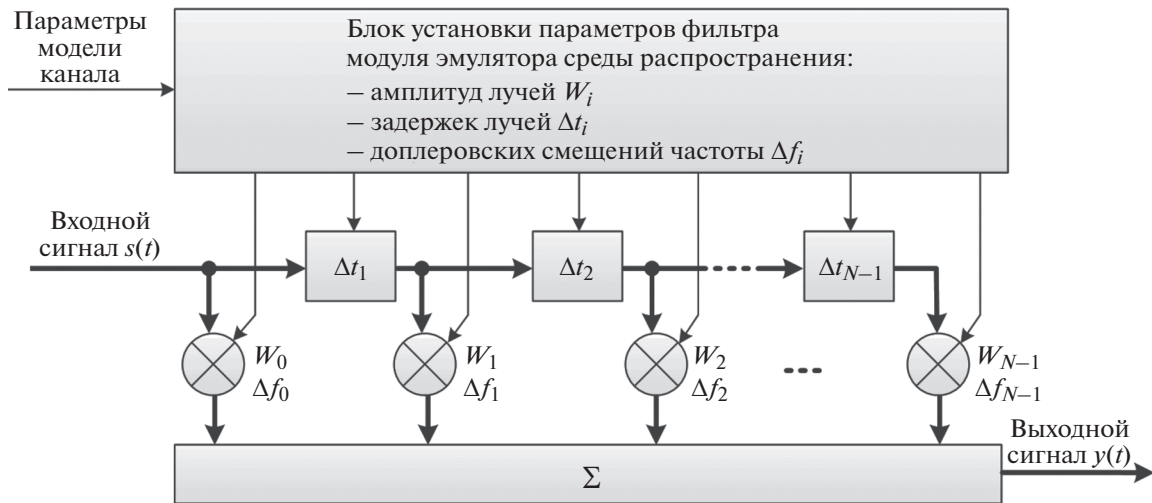 Параметры
модели
канала
Блок установки параметров фильтра
модуля эмулятора среды распространения:
– амплитуд лучей W_i
– задержек лучей Δt_i
– доплеровских смещений частоты Δf_i
Входной
сигнал s(t)
Δt_1
Δt_2
Δt_{N−1}
W_0
Δf_0
W_1
Δf_1
W_2
Δf_2
W_{N−1}
Δf_{N−1}
Σ
Выходной
сигнал y(t)